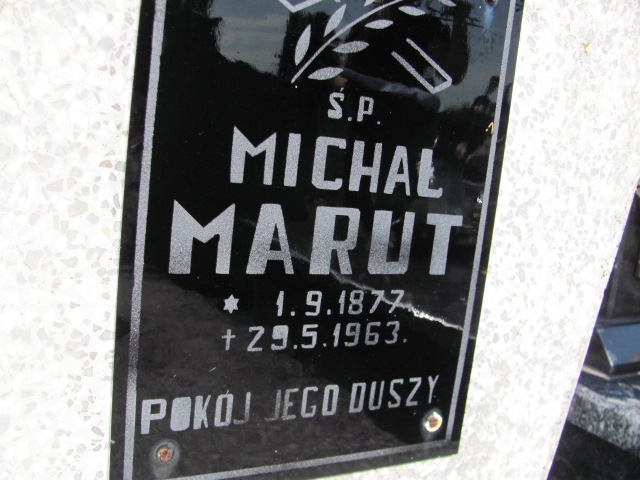 Ś.P.
MICHAŁ
MARUT
* 1.9.1877
† 29.5.1963.
POKÓJ JEGO DUSZY